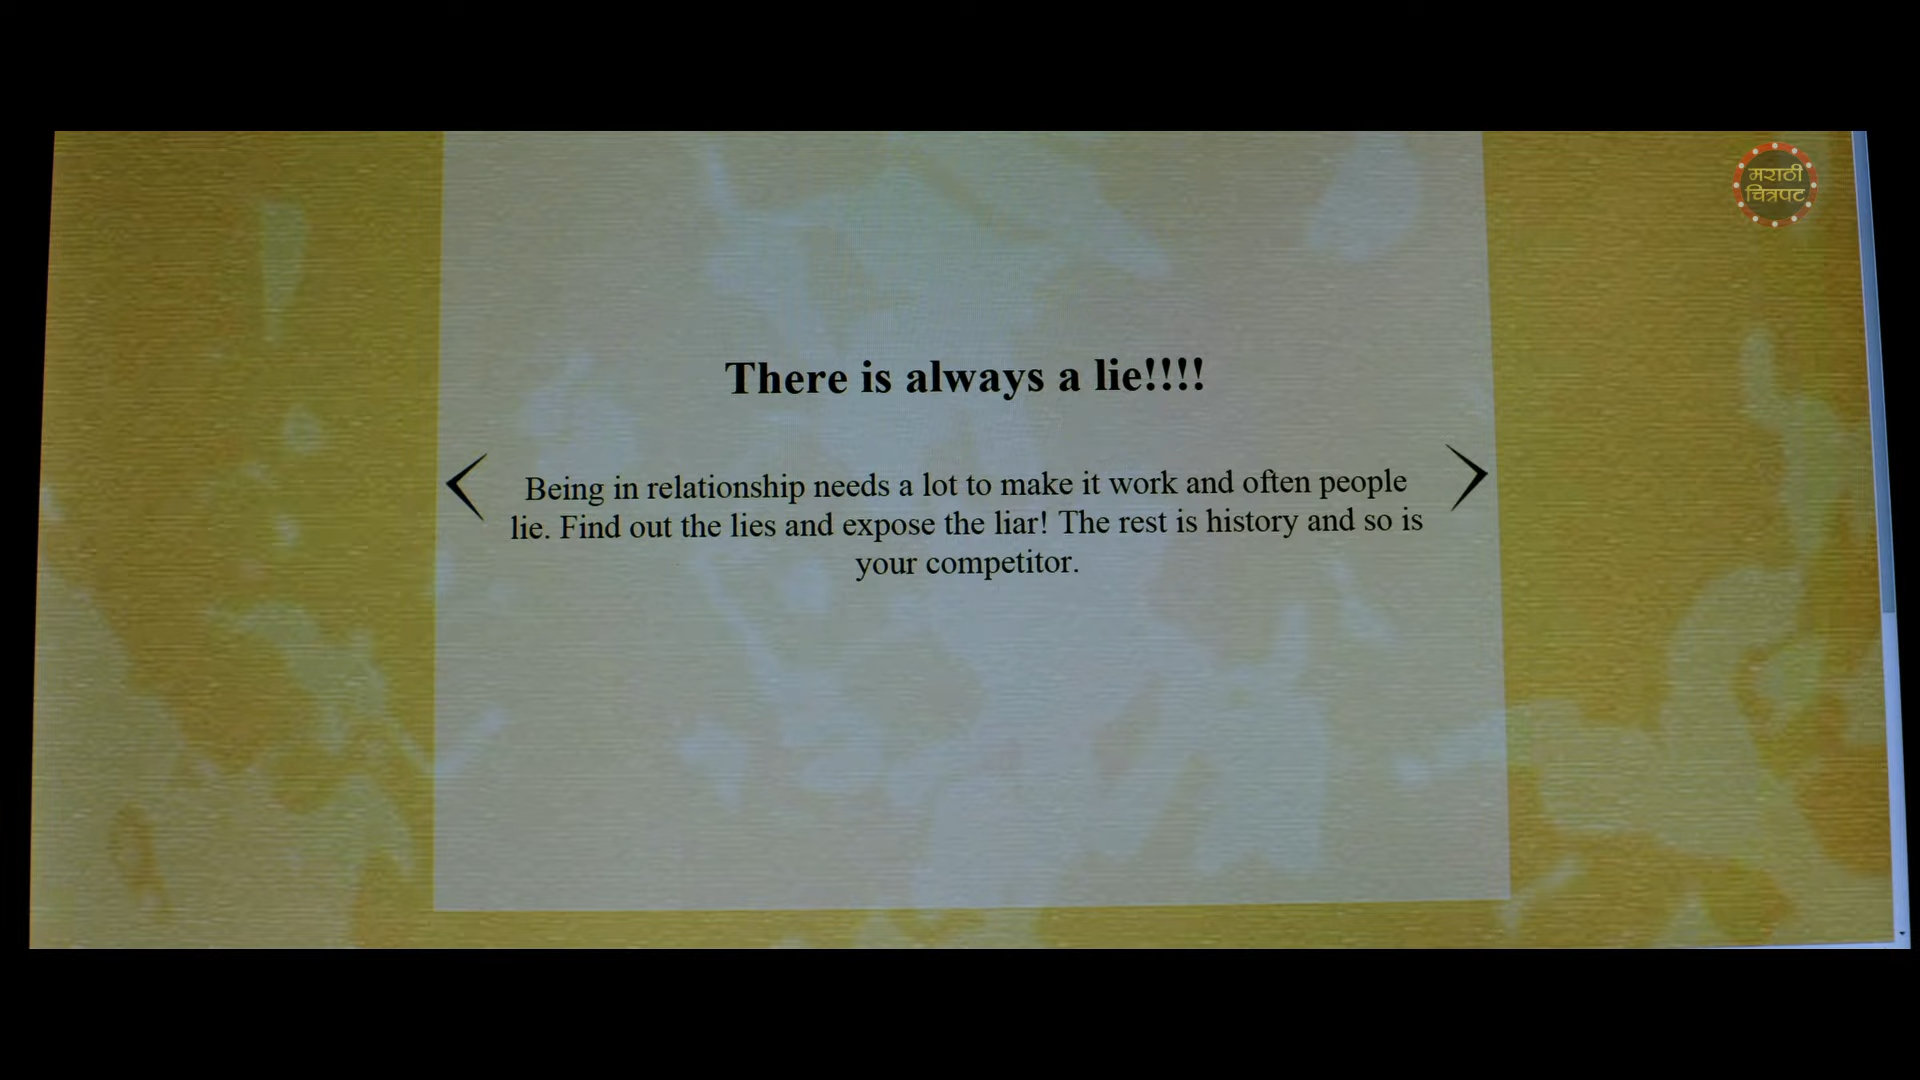 मराठी
चित्रपट
There is always a lie!!!!
Being in relationship needs a lot to make it work and often people
lie. Find out the lies and expose the liar! The rest is history and so is
your competitor.